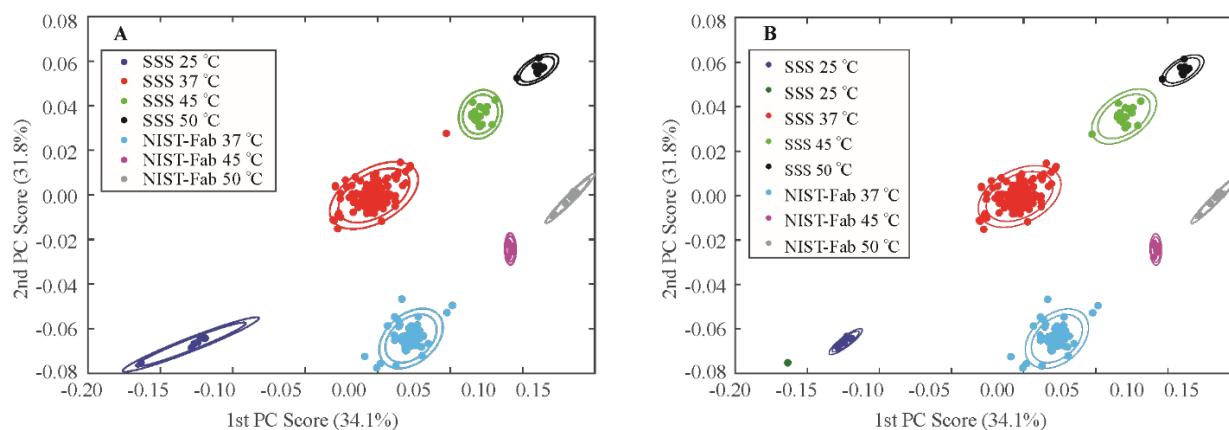 A
SSS 25 °C
SSS 37 °C
SSS 45 °C
SSS 50 °C
NIST-Fab 37 °C
NIST-Fab 45 °C
NIST-Fab 50 °C
2nd PC Score (31.8%)
0.08
0.06
0.04
0.02
0.00
-0.02
-0.04
-0.06
-0.08
-0.20 -0.15 -0.10 0.00 0.05 0.10 0.15
1st PC Score (34.1%)
B
SSS 25 °C
SSS 25 °C
SSS 37 °C
SSS 45 °C
SSS 50 °C
NIST-Fab 37 °C
NIST-Fab 45 °C
NIST-Fab 50 °C
2nd PC Score (31.8%)
0.08
0.06
0.04
0.02
0.00
-0.02
-0.04
-0.06
-0.08
-0.20 -0.15 -0.10 0.00 0.05 0.10 0.15
1st PC Score (34.1%)